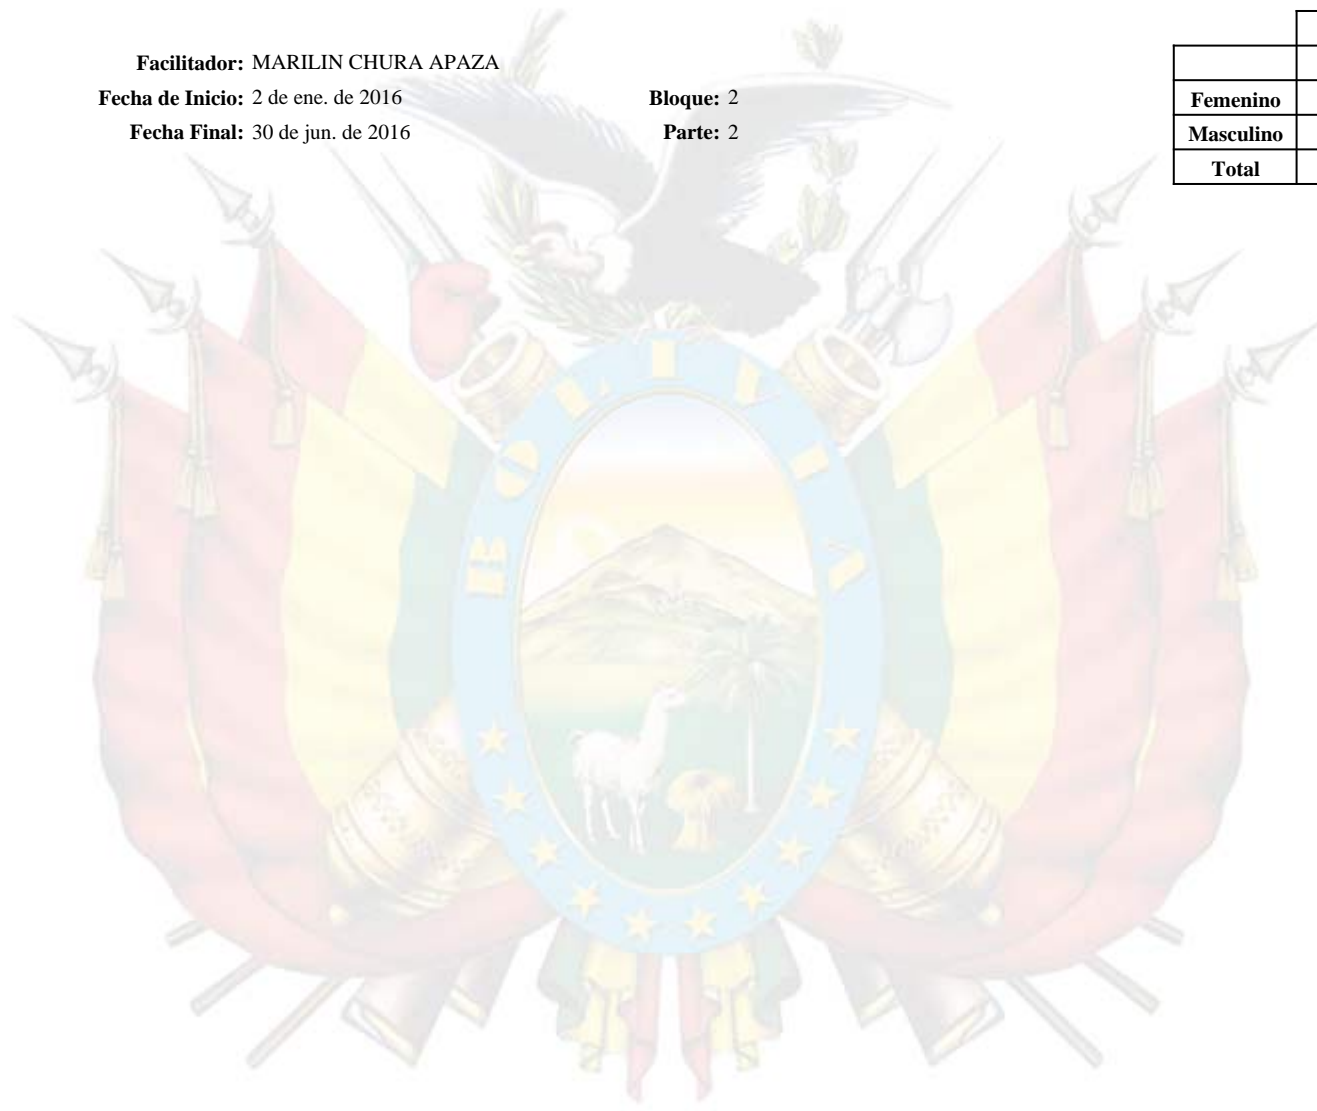 Facilitador: MARILIN CHURA APAZA
Fecha de Inicio: 2 de ene. de 2016
Bloque: 2
Fecha Final: 30 de jun. de 2016
Parte: 2
Femenino
Masculino
Total
BOLIVIA